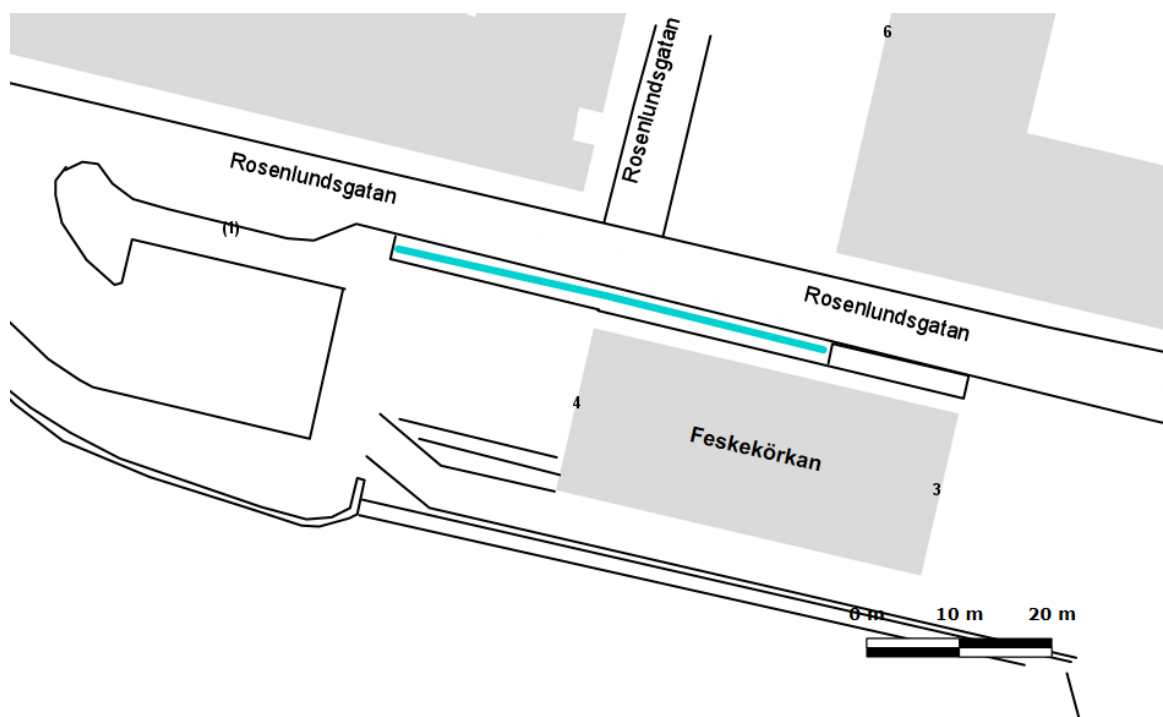 6
Rosenlundsgatan
Rosenlundsgatan
(1)
Rosenlundsgatan
4
Feskekörkan
3
0 m 10 m 20 m